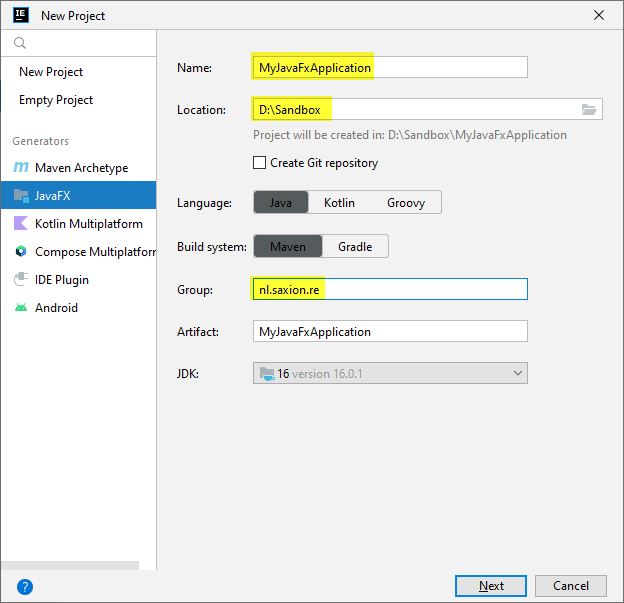 IE New Project
New Project
Empty Project
Generators
m Maven Archetype
JavaFX
Kotlin Multiplatform
Compose Multiplatforr
IDE Plugin
Android
Name: MyJavaFxApplication
Location: D:\Sandbox
Project will be created in: D:\Sandbox\MyJavaFxApplication
Create Git repository
Language: Java Kotlin Groovy
Build system: Maven Gradle
Group: nl.saxion.re
Artifact: MyJavaFxApplication
JDK: 16 version 16.0.1
? Next Cancel